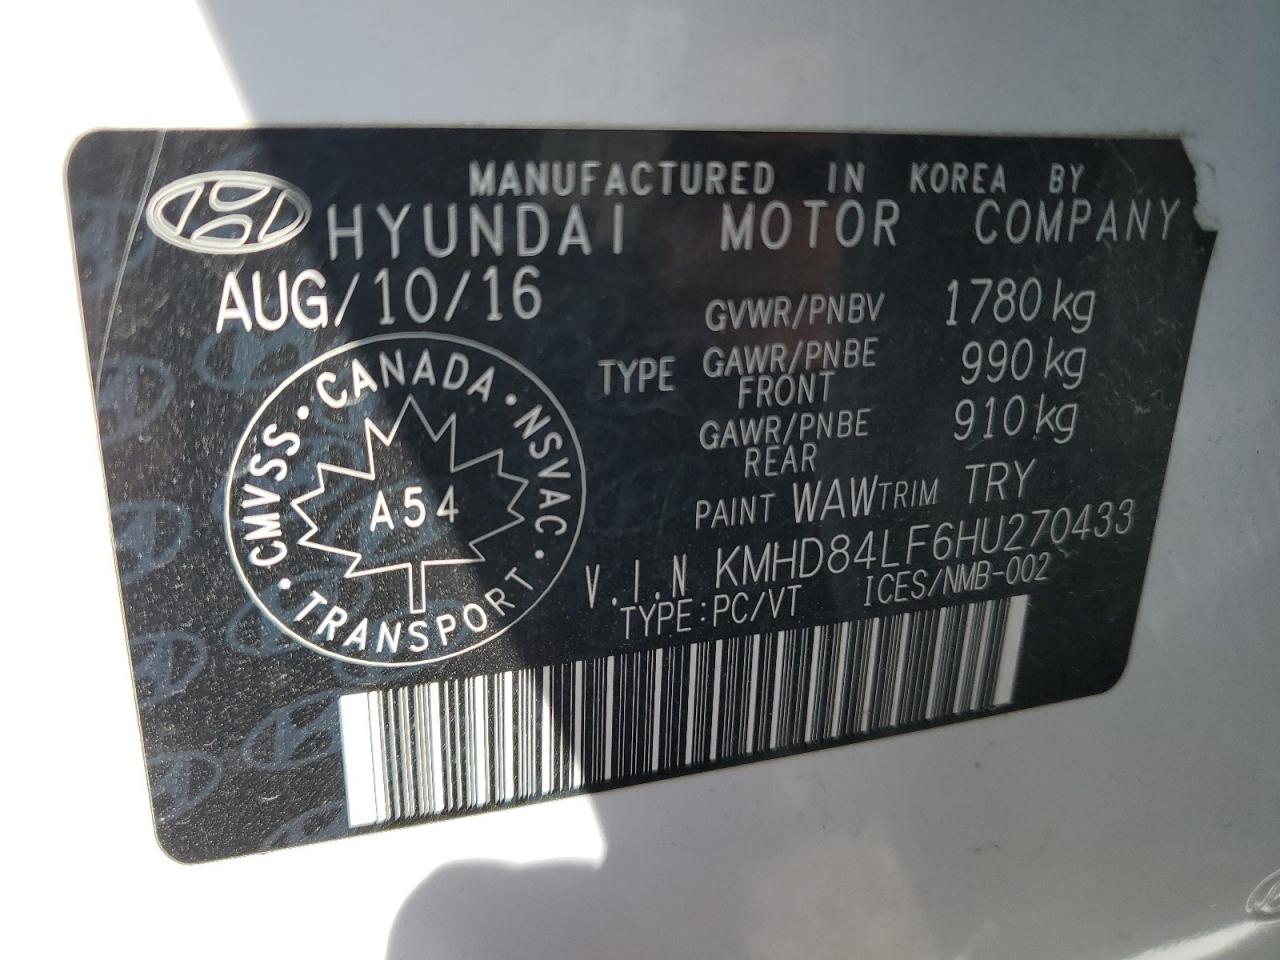 MANUFACTURED IN KOREA BY
HYUNDAI MOTOR COMPANY
AUG/10/16
GVWR/PNBV 1780 kg
TYPE GAWR/PNBE FRONT 990 kg
GAWR/PNBE REAR 910 kg
PAINT WAW TRIM TRY
V.I.N KMHD84LF6HU270433
TYPE:PC/VT ICES/NMB-002
CMVSS · CANADA · NSVAC · TRANSPORT ·
A54